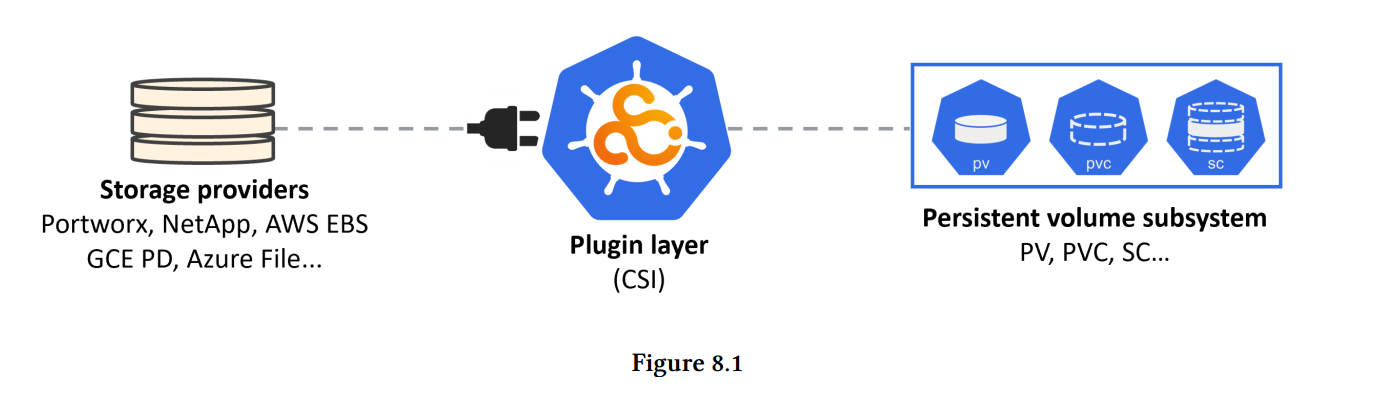 Storage providers
Portworx, NetApp, AWS EBS
GCE PD, Azure File...
Plugin layer
(CSI)
pv
pvc
sc
Persistent volume subsystem
PV, PVC, SC...
Figure 8.1